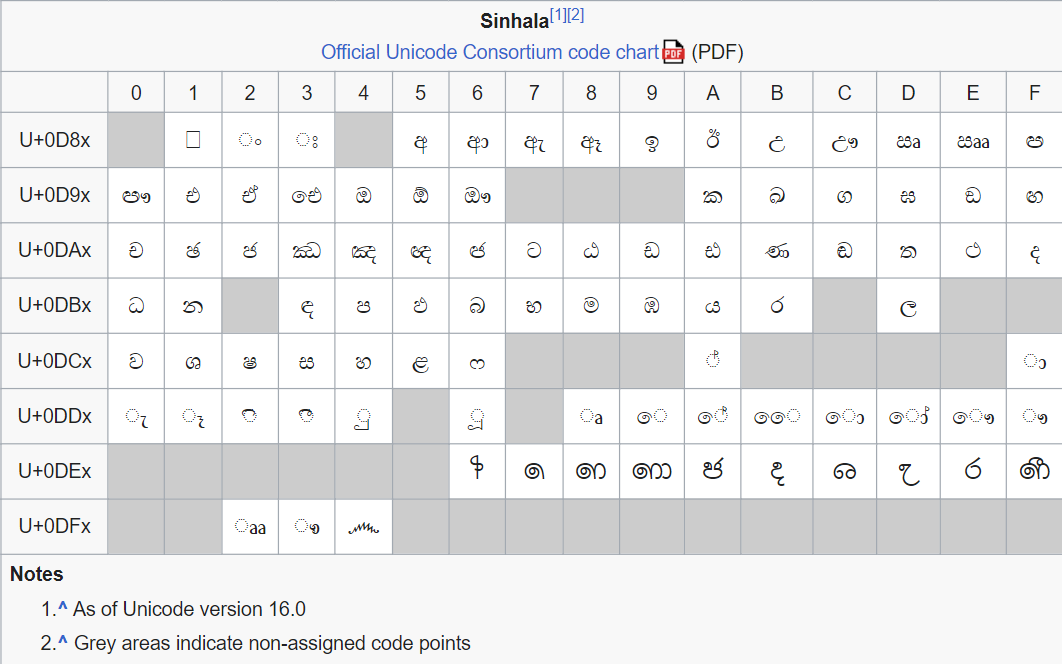 Sinhala[1][2]
Official Unicode Consortium code chart PDF (PDF)
0 1 2 3 4 5 6 7 8 9 A B C D E F
U+0D8x ං ඃ අ ආ ඇ ඈ ඉ ඊ උ ඌ ඍ ඎ ඏ
U+0D9x ඐ එ ඒ ඓ ඔ ඕ ඖ ක ඛ ග ඝ ඞ ඟ
U+0DAx ච ඡ ජ ඣ ඤ ඥ ඦ ට ඨ ඩ ඪ ණ ඬ ත ථ ද
U+0DBx ධ න ඳ ප ඵ බ භ ම ඹ ය ර ල
U+0DCx ව ශ ෂ ස හ ළ ෆ ් ා
U+0DDx ැ ෑ ි ී ු ූ ෘ ෙ ේ ෛ ො ෝ ෞ ෟ
U+0DEx ෦ ෧ ෨ ෩ ෪ ෫ ෬ ෭ ෮ ෯
U+0DFx ෲ ෳ ෴
Notes
1.^ As of Unicode version 16.0
2.^ Grey areas indicate non-assigned code points